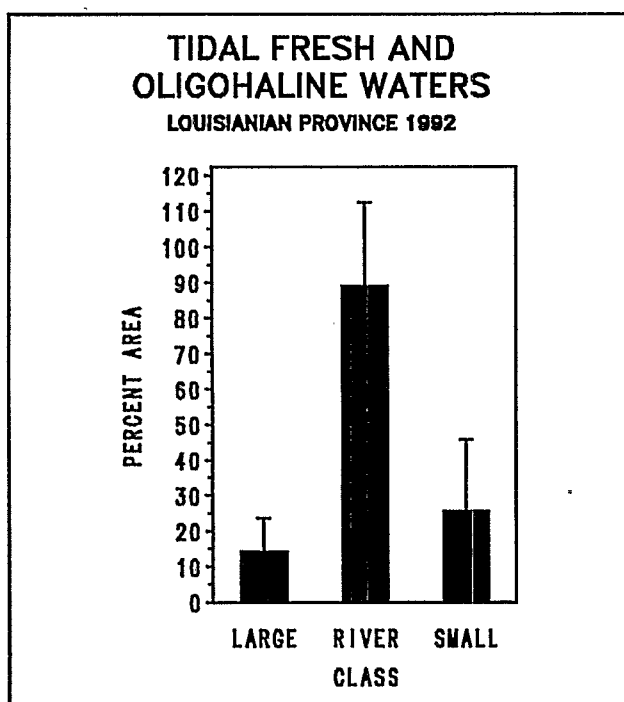 TIDAL FRESH AND
OLIGOHALINE WATERS
LOUISIANIAN PROVINCE 1992
120
110
100
90
80
70
60
50
40
30
20
10
0
PERCENT AREA
LARGE RIVER SMALL
CLASS